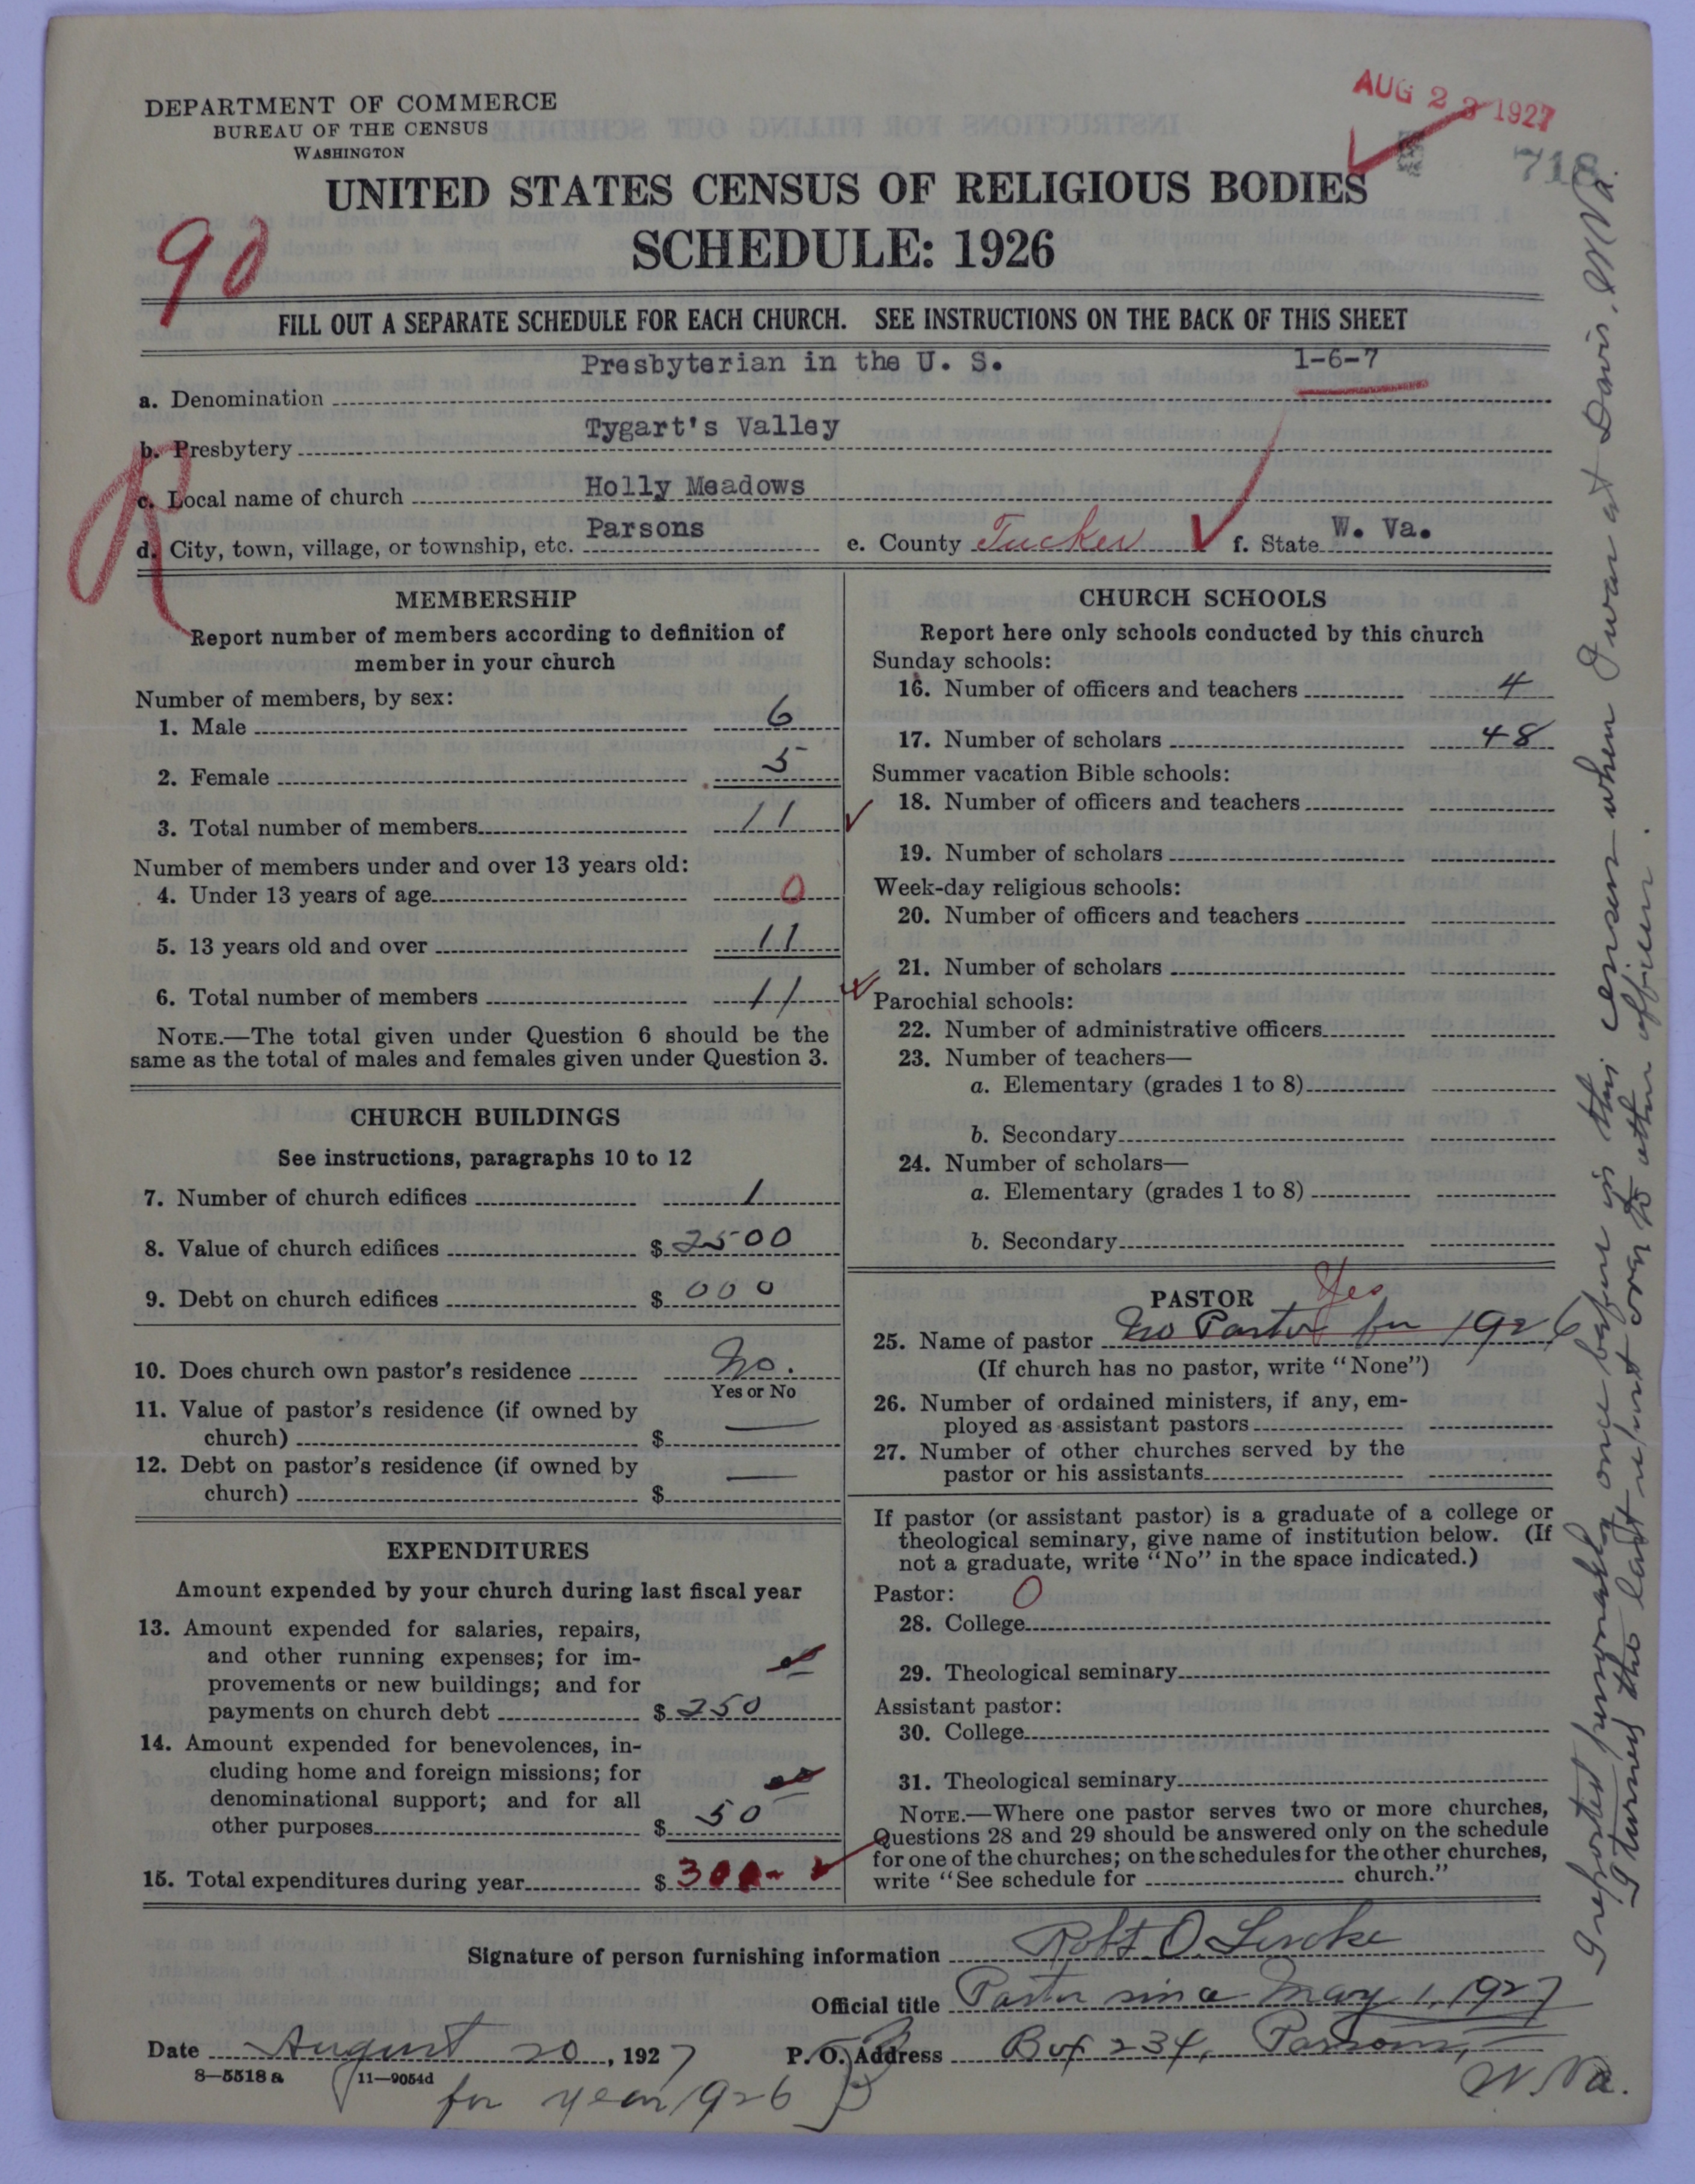 DEPARTMENT OF COMMERCE
BUREAU OF THE CENSUS
WASHINGTON
AUG 23 1927
718
UNITED STATES CENSUS OF RELIGIOUS BODIES
SCHEDULE: 1926
90
FILL OUT A SEPARATE SCHEDULE FOR EACH CHURCH. SEE INSTRUCTIONS ON THE BACK OF THIS SHEET
a. Denomination Presbyterian in the U. S. 1-6-7
b. Presbytery Tygart's Valley
R
c. Local name of church Holly Meadows
d. City, town, village, or township, etc. Parsons e. County Tucker f. State W. Va.
MEMBERSHIP
Report number of members according to definition of
member in your church
Number of members, by sex:
1. Male 6
2. Female 5
3. Total number of members 11
Number of members under and over 13 years old:
4. Under 13 years of age 0
5. 13 years old and over 11
6. Total number of members 11
NOTE.—The total given under Question 6 should be the
same as the total of males and females given under Question 3.
CHURCH BUILDINGS
See instructions, paragraphs 10 to 12
7. Number of church edifices 1
8. Value of church edifices $ 2500
9. Debt on church edifices $ 000
10. Does church own pastor's residence No.
Yes or No
11. Value of pastor's residence (if owned by
church) $ —
12. Debt on pastor's residence (if owned by
church) $ —
EXPENDITURES
Amount expended by your church during last fiscal year
13. Amount expended for salaries, repairs,
and other running expenses; for im-
provements or new buildings; and for
payments on church debt $ 250
14. Amount expended for benevolences, in-
cluding home and foreign missions; for
denominational support; and for all
other purposes $ 50
15. Total expenditures during year $ 300
CHURCH SCHOOLS
Report here only schools conducted by this church
Sunday schools:
16. Number of officers and teachers 4
17. Number of scholars 48
Summer vacation Bible schools:
18. Number of officers and teachers
19. Number of scholars
Week-day religious schools:
20. Number of officers and teachers
21. Number of scholars
Parochial schools:
22. Number of administrative officers
23. Number of teachers—
a. Elementary (grades 1 to 8)
b. Secondary
24. Number of scholars—
a. Elementary (grades 1 to 8)
b. Secondary
PASTOR Yes
25. Name of pastor No Pastor for 1926
(If church has no pastor, write "None")
26. Number of ordained ministers, if any, em-
ployed as assistant pastors
27. Number of other churches served by the
pastor or his assistants
If pastor (or assistant pastor) is a graduate of a college or
theological seminary, give name of institution below. (If
not a graduate, write "No" in the space indicated.)
Pastor: 0
28. College
29. Theological seminary
Assistant pastor:
30. College
31. Theological seminary
NOTE.—Where one pastor serves two or more churches,
Questions 28 and 29 should be answered only on the schedule
for one of the churches; on the schedules for the other churches,
write "See schedule for church."
Signature of person furnishing information Robt. O.
Official title Pastor since May 1, 1927
Date August 20, 1927 P. O. Address Box 234, Parsons,
W. Va.
8—5518 a 11—9054d
for year 1926
I reported personally once before in this census when I was at Davis, W Va.
I turned the last report over to other officers.